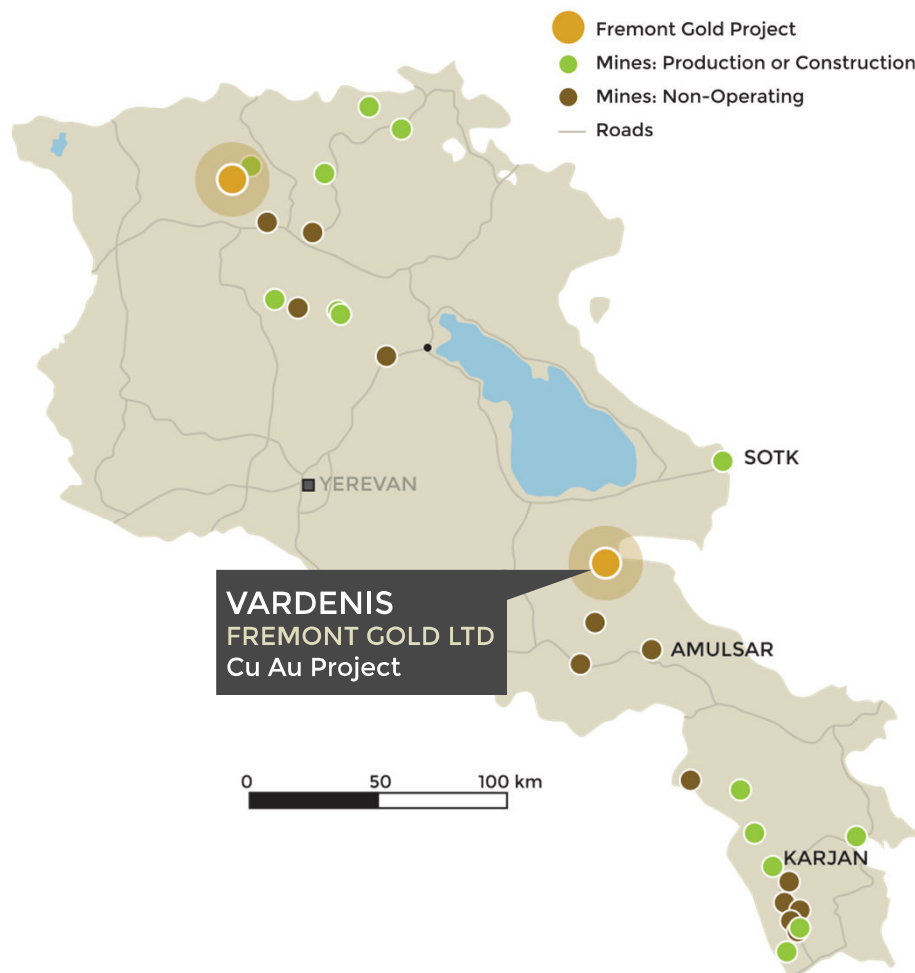 Fremont Gold Project
Mines: Production or Construction
Mines: Non-Operating
Roads
SOTK
YEREVAN
VARDENIS
FREMONT GOLD LTD
Cu Au Project
AMULSAR
0 50 100 km
KARJAN